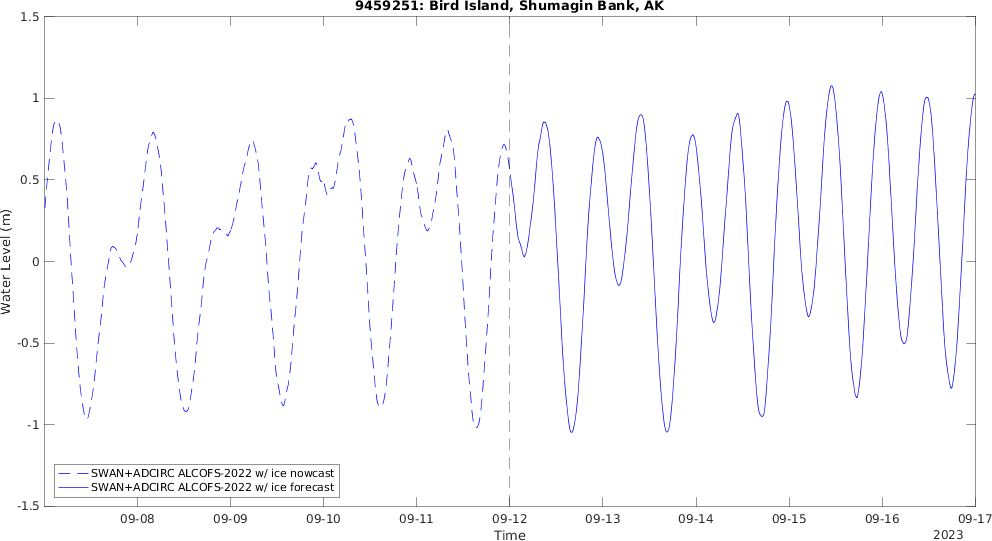 9459251: Bird Island, Shumagin Bank, AK
1.5
1
0.5
0
-0.5
-1
-1.5
Water Level (m)
SWAN+ADCIRC ALCOFS-2022 w/ ice nowcast
SWAN+ADCIRC ALCOFS-2022 w/ ice forecast
09-08 09-09 09-10 09-11 09-12 09-13 09-14 09-15 09-16 09-17
Time
2023